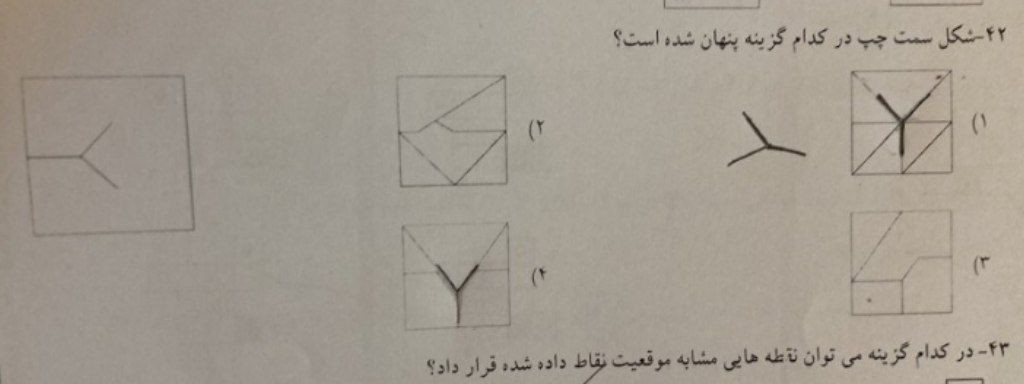 ۴۲-شکل سمت چپ در کدام گزینه پنهان شده است؟
۱)
۲)
۳)
۴)
۴۳- در کدام گزینه می توان نقطه هایی مشابه موقعیت نقاط داده شده قرار داد؟